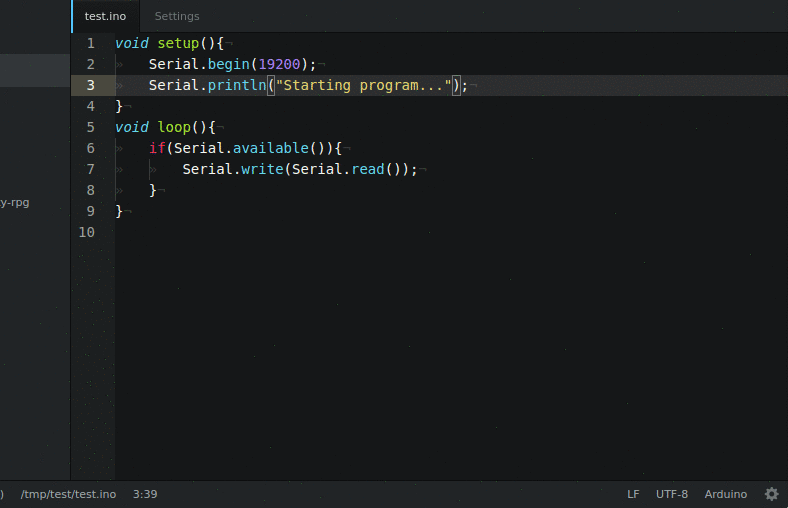 test.ino Settings
1 void setup(){¬
2 » Serial.begin(19200);¬
3 » Serial.println("Starting program...");¬
4 }¬
5 void loop(){¬
6 » if(Serial.available()){¬
7 » » Serial.write(Serial.read());¬
8 » }¬
9 }¬
10
y-rpg
) /tmp/test/test.ino 3:39 LF UTF-8 Arduino